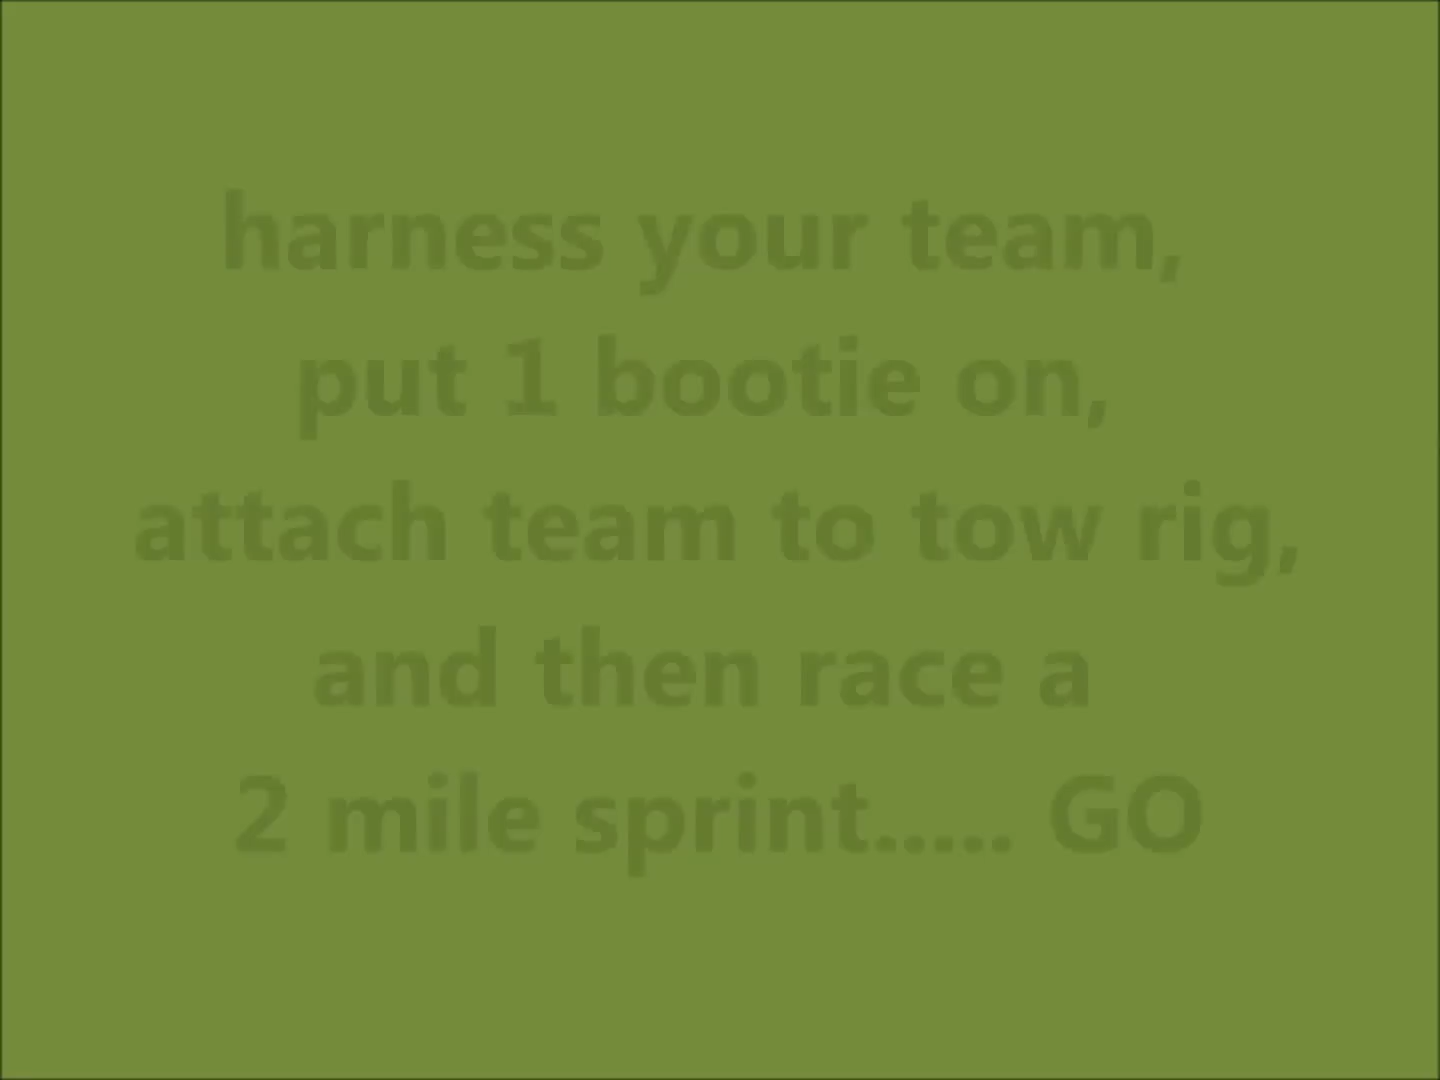 harness your team,
put 1 bootie on,
attach team to tow rig,
and then race a
2 mile sprint..... GO